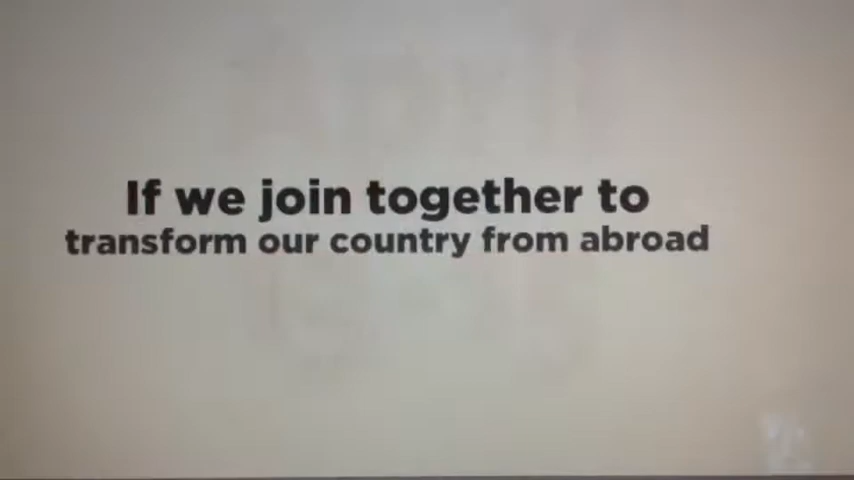 If we join together to
transform our country from abroad